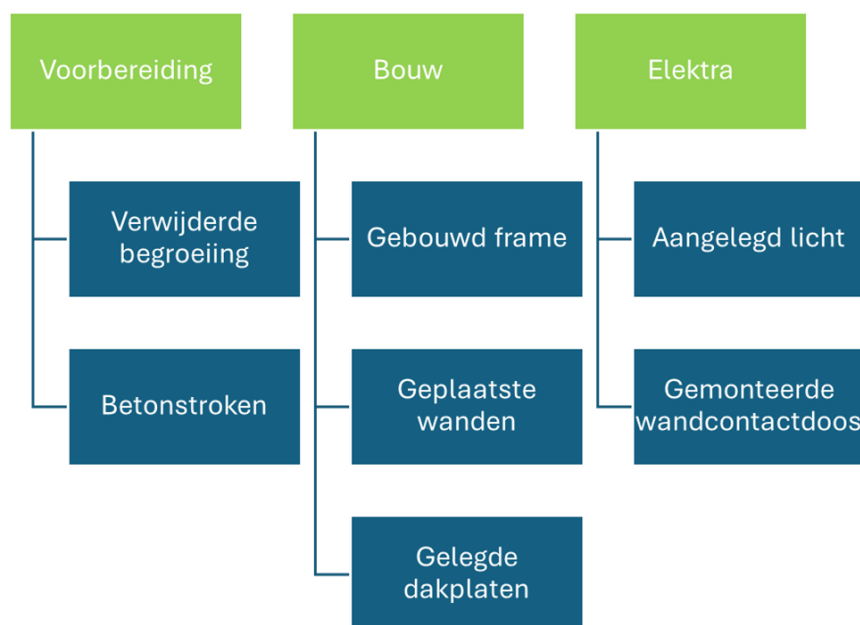 Voorbereiding
Verwijderde
begroeiing
Betonstroken
Bouw
Gebouwd frame
Geplaatste
wanden
Gelegde
dakplaten
Elektra
Aangelegd licht
Gemonteerde
wandcontactdoos